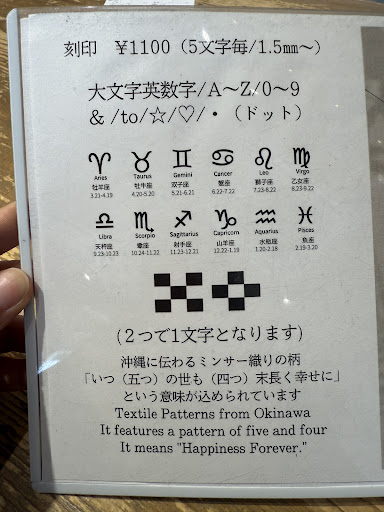 刻印　¥1100（5文字毎/1.5㎜～）
大文字英数字/A～Z/0～9
& /to/☆/♡/・（ドット）
♈ ♉ ♊ ♋ ♌ ♍
Aries Taurus Gemini Cancer Leo Virgo
牡羊座 牡牛座 双子座 蟹座 獅子座 乙女座
3.21-4.19 4.20-5.20 5.21-6.21 6.22-7.22 7.23-8.22 8.23-9.22
♎ ♏ ♐ ♑ ♒ ♓
Libra Scorpio Sagittarius Capricorn Aquarius Pisces
天秤座 蠍座 射手座 山羊座 水瓶座 魚座
9.23-10.23 10.24-11.22 11.23-12.21 12.22-1.19 1.20-2.18 2.19-3.20
(２つで１文字となります)
沖縄に伝わるミンサー織りの柄
「いつ（五つ）の世も（四つ）末長く幸せに」
という意味が込められています
Textile Patterns from Okinawa
It features a pattern of five and four
It means "Happiness Forever."